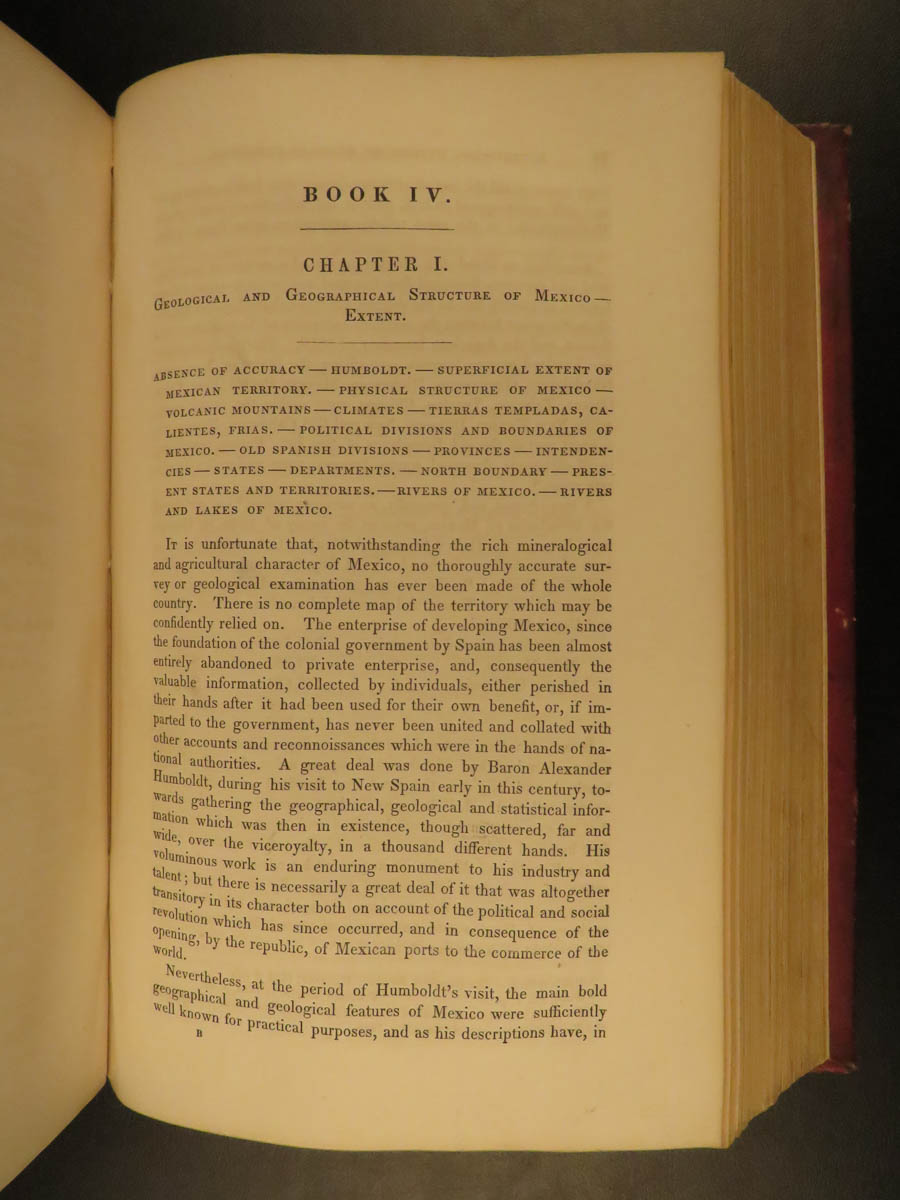 BOOK IV.
CHAPTER I.
Geological and Geographical Structure of Mexico—
Extent.
ABSENCE OF ACCURACY — HUMBOLDT. — SUPERFICIAL EXTENT OF
MEXICAN TERRITORY. — PHYSICAL STRUCTURE OF MEXICO —
VOLCANIC MOUNTAINS — CLIMATES — TIERRAS TEMPLADAS, CA-
LIENTES, FRIAS. — POLITICAL DIVISIONS AND BOUNDARIES OF
MEXICO. — OLD SPANISH DIVISIONS — PROVINCES — INTENDEN-
CIES — STATES — DEPARTMENTS. — NORTH BOUNDARY — PRES-
ENT STATES AND TERRITORIES. — RIVERS OF MEXICO. — RIVERS
AND LAKES OF MEXICO.
It is unfortunate that, notwithstanding the rich mineralogical
and agricultural character of Mexico, no thoroughly accurate sur-
vey or geological examination has ever been made of the whole
country. There is no complete map of the territory which may be
confidently relied on. The enterprise of developing Mexico, since
the foundation of the colonial government by Spain has been almost
entirely abandoned to private enterprise, and, consequently the
valuable information, collected by individuals, either perished in
their hands after it had been used for their own benefit, or, if im-
parted to the government, has never been united and collated with
other accounts and reconnoissances which were in the hands of na-
tional authorities. A great deal was done by Baron Alexander
Humboldt, during his visit to New Spain early in this century, to-
wards gathering the geographical, geological and statistical infor-
mation which was then in existence, though scattered, far and
wide, over the viceroyalty, in a thousand different hands. His
voluminous work is an enduring monument to his industry and
talent; but there is necessarily a great deal of it that was altogether
transitory in its character both on account of the political and social
revolution which has since occurred, and in consequence of the
opening, by the republic, of Mexican ports to the commerce of the
world.
Nevertheless, at the period of Humboldt's visit, the main bold
geographical and geological features of Mexico were sufficiently
well known for practical purposes, and as his descriptions have, in
B